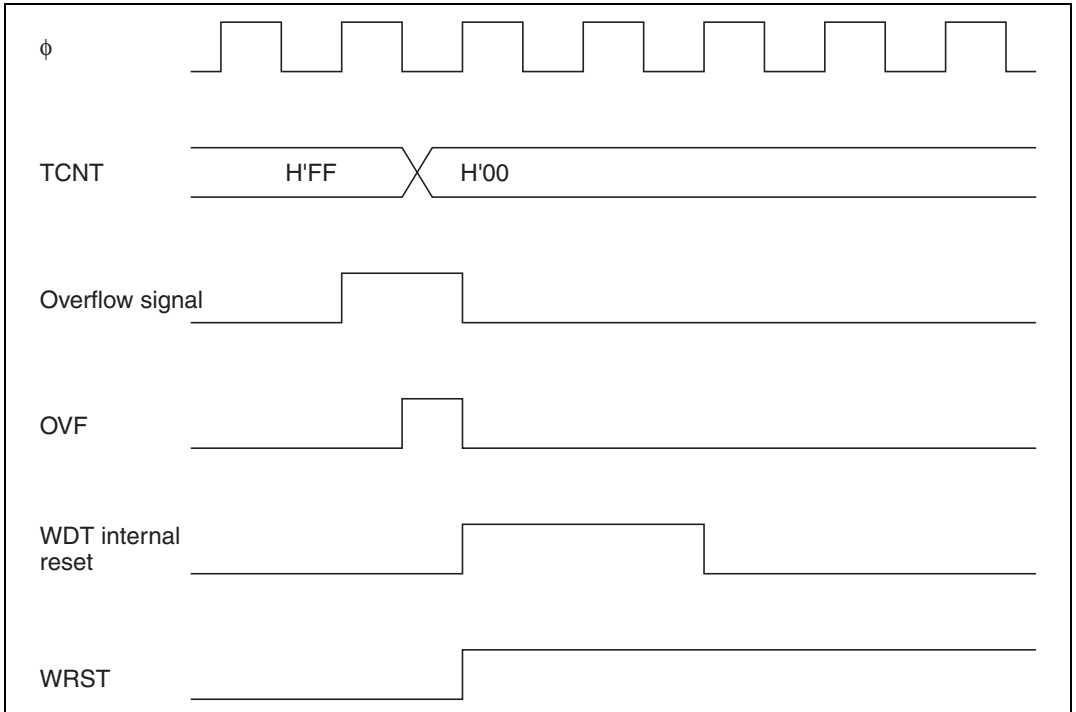 φ
TCNT
H'FF
H'00
Overflow signal
OVF
WDT internal
reset
WRST